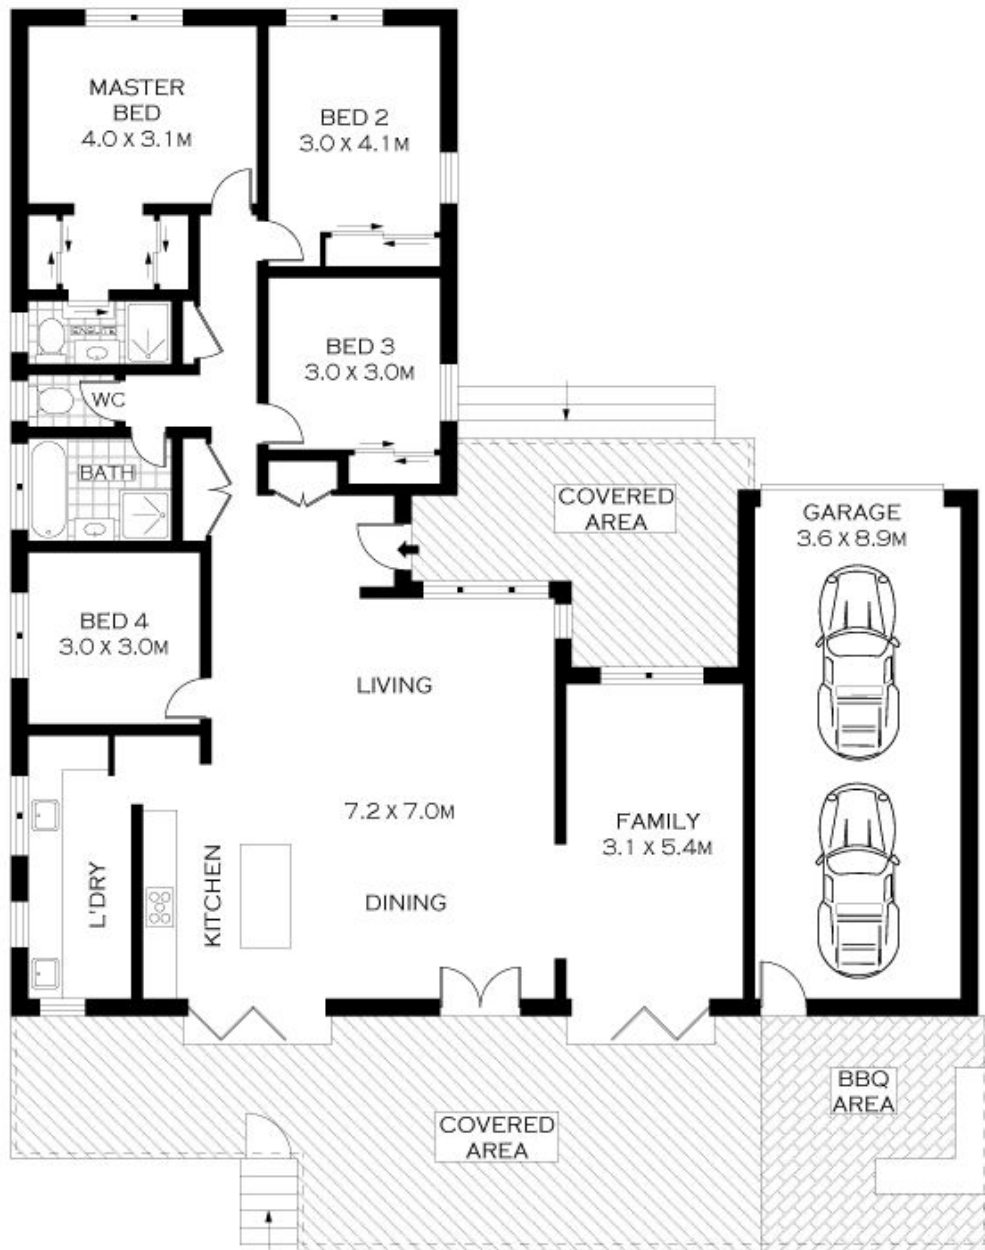 MASTER
BED
4.0 X 3.1M
BED 2
3.0 X 4.1M
ENSUITE
BED 3
3.0 X 3.0M
WC
BATH
COVERED
AREA
GARAGE
3.6 X 8.9M
BED 4
3.0 X 3.0M
LIVING
7.2 X 7.0M
FAMILY
3.1 X 5.4M
L'DRY
KITCHEN
DINING
BBQ
AREA
COVERED
AREA